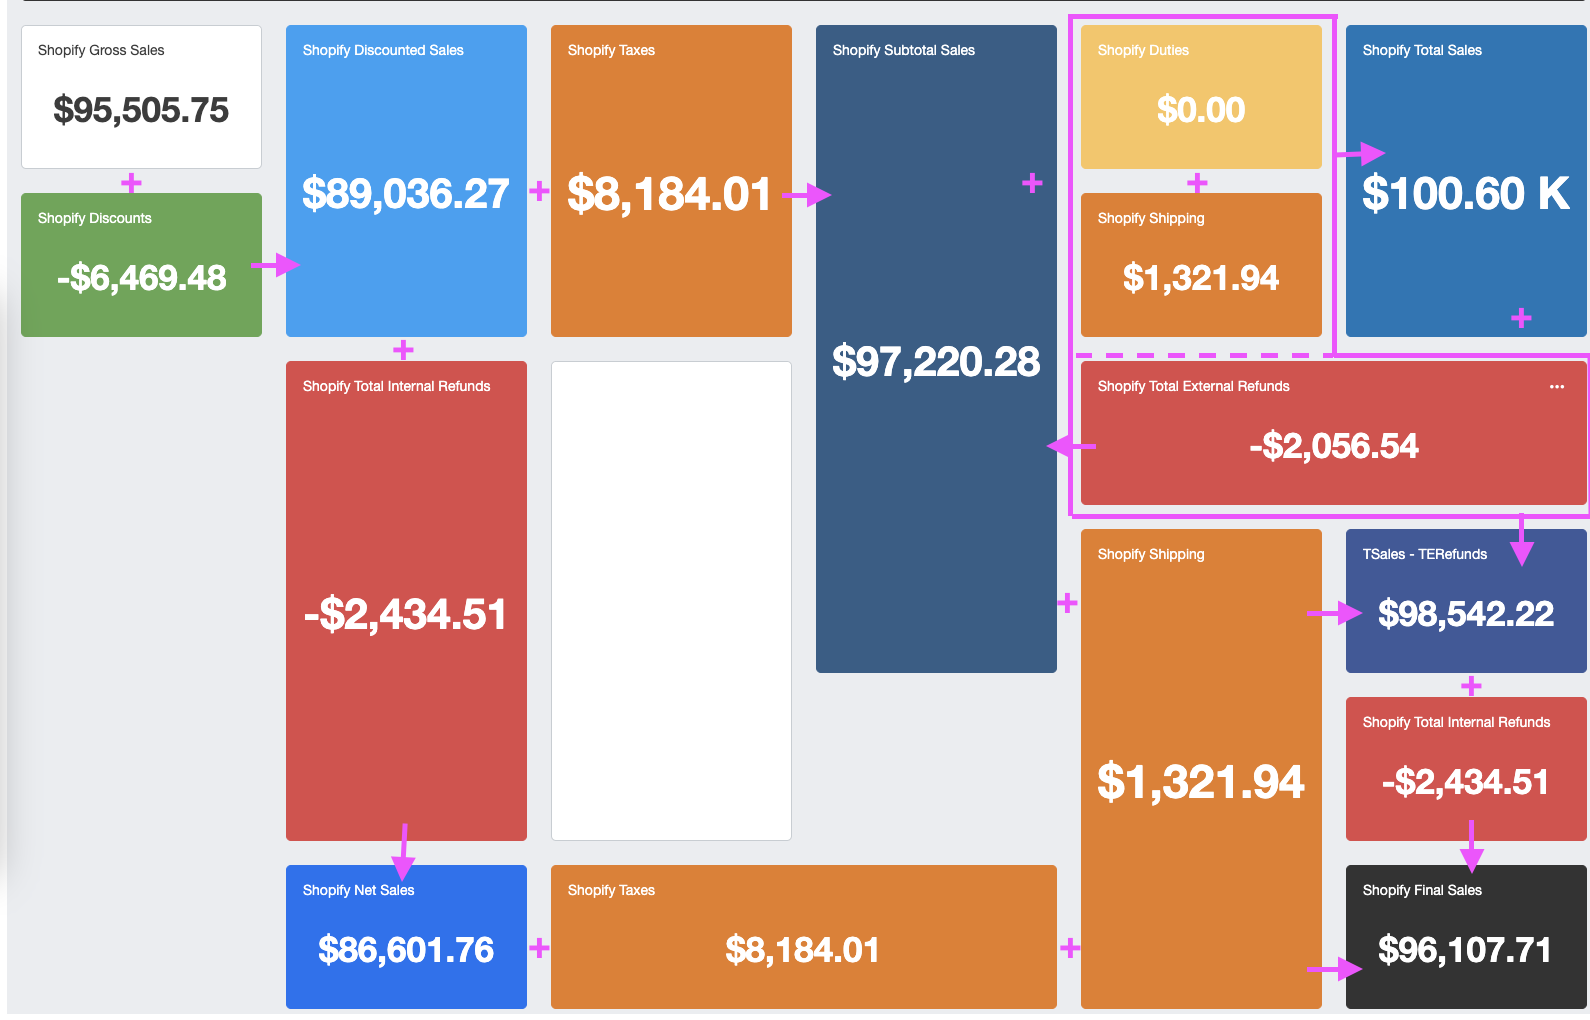 Shopify Gross Sales
$95,505.75
Shopify Discounts
-$6,469.48
Shopify Discounted Sales
$89,036.27
Shopify Taxes
$8,184.01
Shopify Subtotal Sales
$97,220.28
Shopify Duties
$0.00
Shopify Shipping
$1,321.94
Shopify Total Sales
$100.60 K
Shopify Total Internal Refunds
-$2,434.51
Shopify Total External Refunds
-$2,056.54
Shopify Shipping
$1,321.94
TSales - TERefunds
$98,542.22
Shopify Total Internal Refunds
-$2,434.51
Shopify Net Sales
$86,601.76
Shopify Taxes
$8,184.01
Shopify Final Sales
$96,107.71